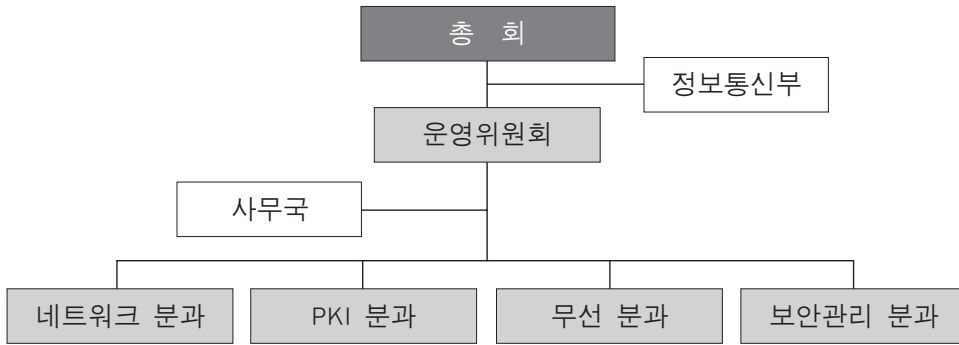 총 회
정보통신부
운영위원회
사무국
네트워크 분과
PKI 분과
무선 분과
보안관리 분과